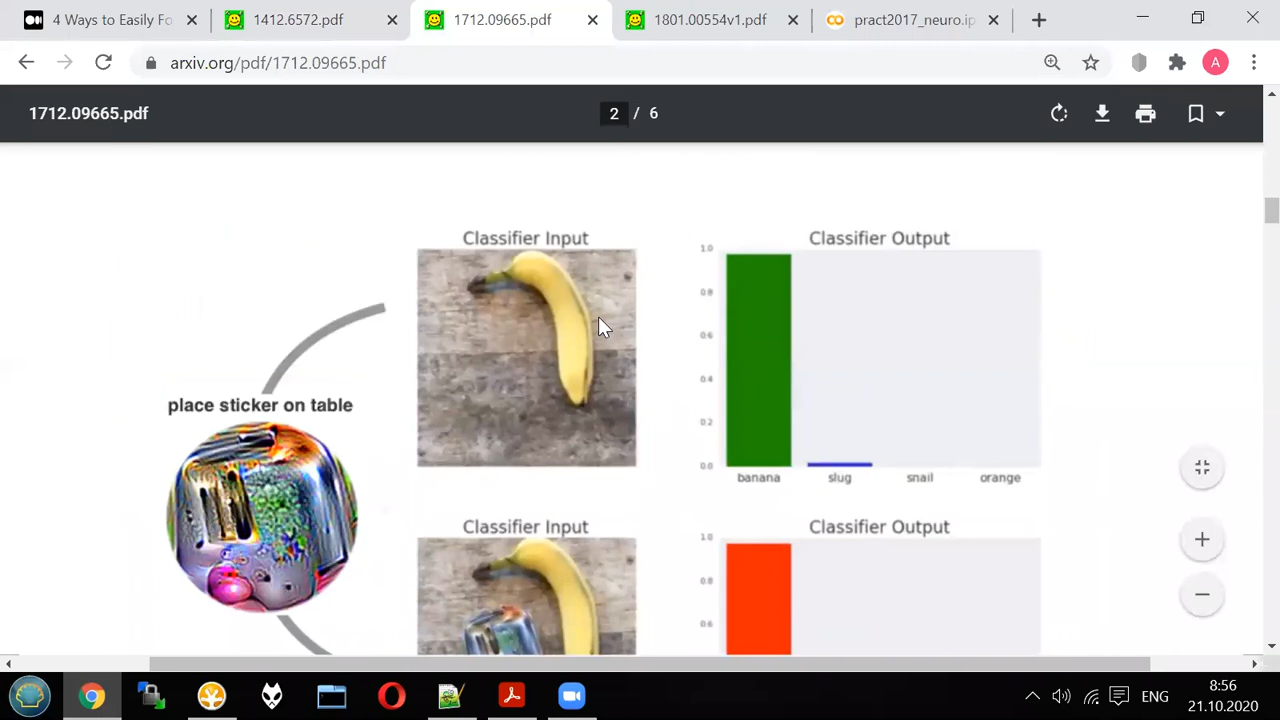 4 Ways to Easily Fo
1412.6572.pdf
1712.09665.pdf
1801.00554v1.pdf
pract2017_neuro.ip
arxiv.org/pdf/1712.09665.pdf
A
1712.09665.pdf
2 / 6
Classifier Input
Classifier Output
1.0
0.8
0.6
0.4
0.2
0.0
banana
slug
snail
orange
place sticker on table
Classifier Input
Classifier Output
1.0
0.8
0.6
ENG
8:56
21.10.2020